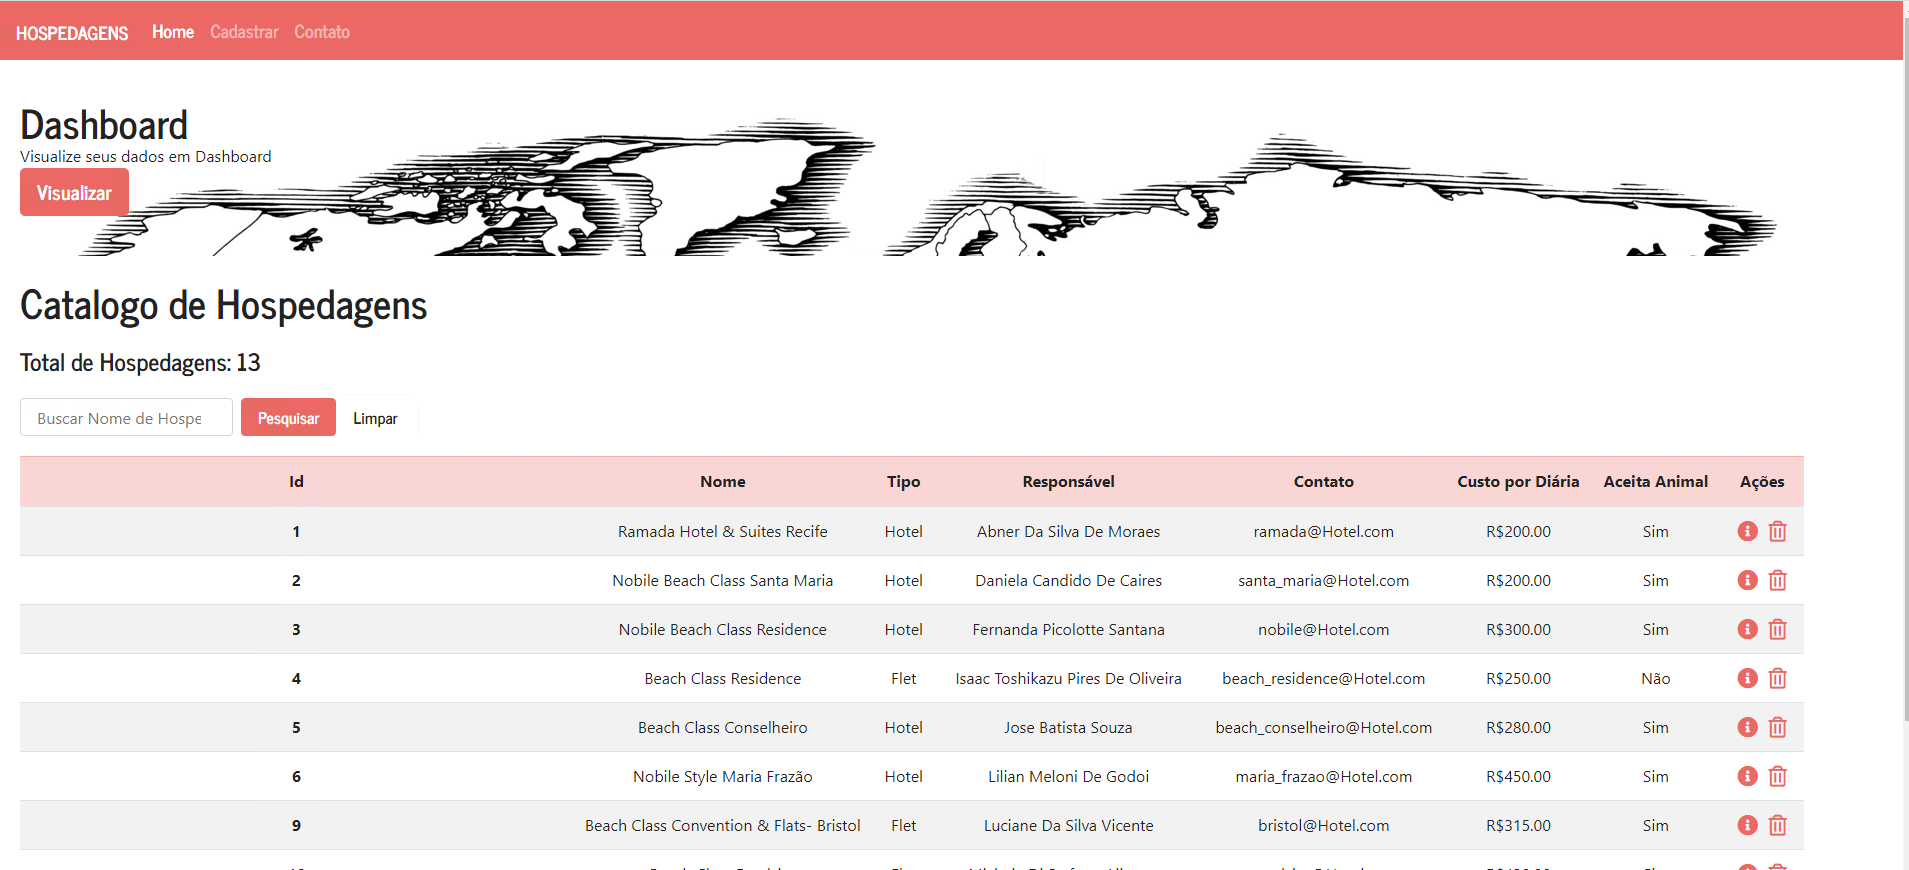 HOSPEDAGENS Home Cadastrar Contato
Dashboard
Visualize seus dados em Dashboard
Visualizar
Catalogo de Hospedagens
Total de Hospedagens: 13
Buscar Nome de Hospe Pesquisar Limpar
Id Nome Tipo Responsável Contato Custo por Diária Aceita Animal Ações
1 Ramada Hotel & Suites Recife Hotel Abner Da Silva De Moraes ramada@Hotel.com R$200.00 Sim
2 Nobile Beach Class Santa Maria Hotel Daniela Candido De Caires santa_maria@Hotel.com R$200.00 Sim
3 Nobile Beach Class Residence Hotel Fernanda Picolotte Santana nobile@Hotel.com R$300.00 Sim
4 Beach Class Residence Flet Isaac Toshikazu Pires De Oliveira beach_residence@Hotel.com R$250.00 Não
5 Beach Class Conselheiro Hotel Jose Batista Souza beach_conselheiro@Hotel.com R$280.00 Sim
6 Nobile Style Maria Frazão Hotel Lilian Meloni De Godoi maria_frazao@Hotel.com R$450.00 Sim
9 Beach Class Convention & Flats- Bristol Flet Luciane Da Silva Vicente bristol@Hotel.com R$315.00 Sim